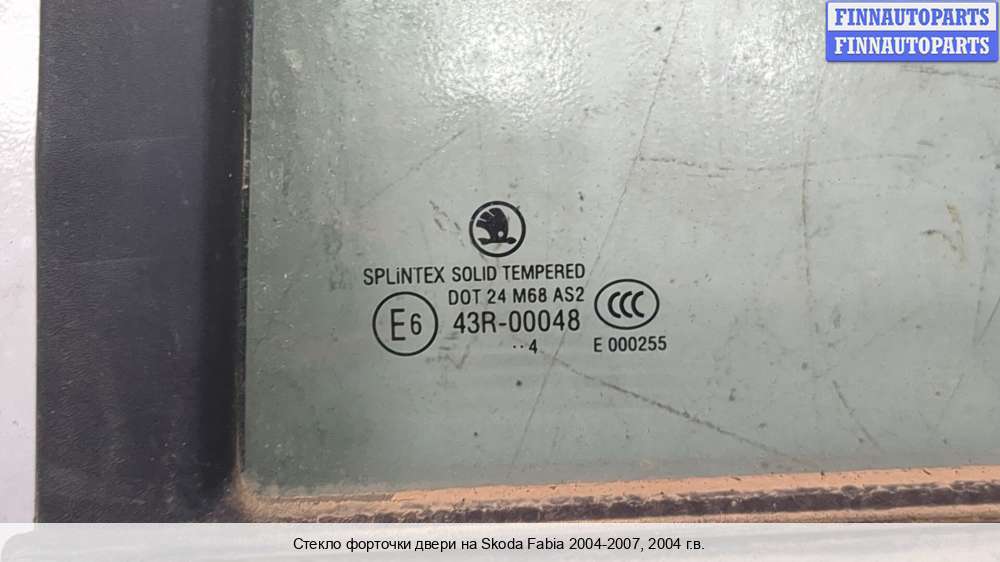 FINNAUTOPARTS
FINNAUTOPARTS
SPLiNTEX SOLID TEMPERED
DOT 24 M68 AS2
E6 43R-00048 CCC
··4 E 000255
Стекло форточки двери на Skoda Fabia 2004-2007, 2004 г.в.